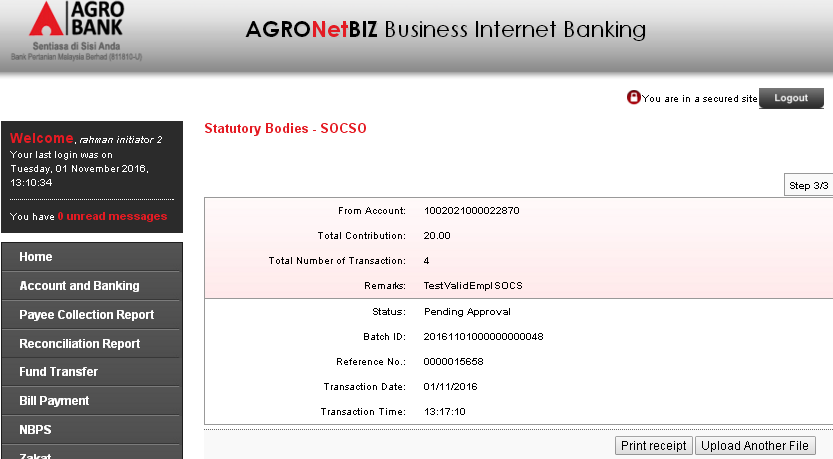 AGRO
BANK
Sentiasa di Sisi Anda
Bank Pertanian Malaysia Berhad (811810-U)
AGRONetBIZ Business Internet Banking
You are in a secured site
Logout
Welcome, rahman initiator 2
Your last login was on
Tuesday, 01 November 2016,
13:10:34
You have 0 unread messages
Home
Account and Banking
Payee Collection Report
Reconciliation Report
Fund Transfer
Bill Payment
NBPS
Zakat
Statutory Bodies - SOCSO
Step 3/3
From Account: 1002021000022870
Total Contribution: 20.00
Total Number of Transaction: 4
Remarks: TestValidEmplSOCS
Status: Pending Approval
Batch ID: 20161101000000000048
Reference No.: 0000015658
Transaction Date: 01/11/2016
Transaction Time: 13:17:10
Print receipt
Upload Another File